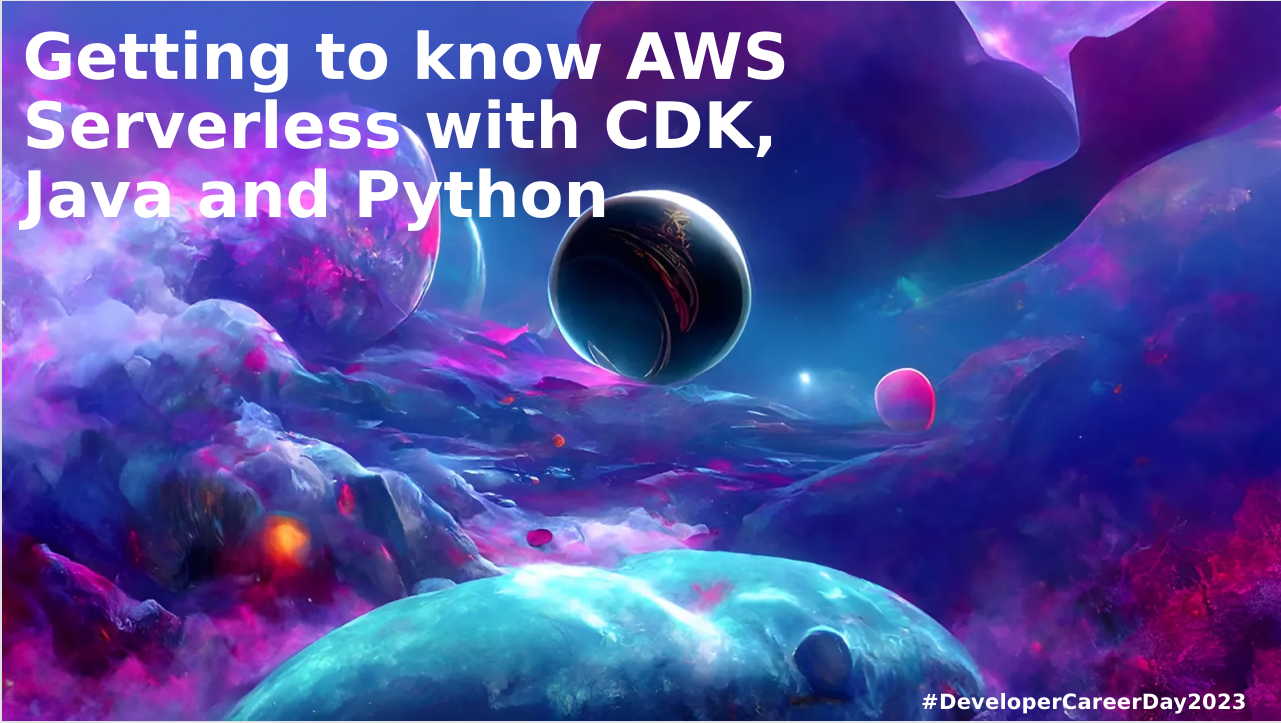 Getting to know AWS
Serverless with CDK,
Java and Python
#DeveloperCareerDay2023